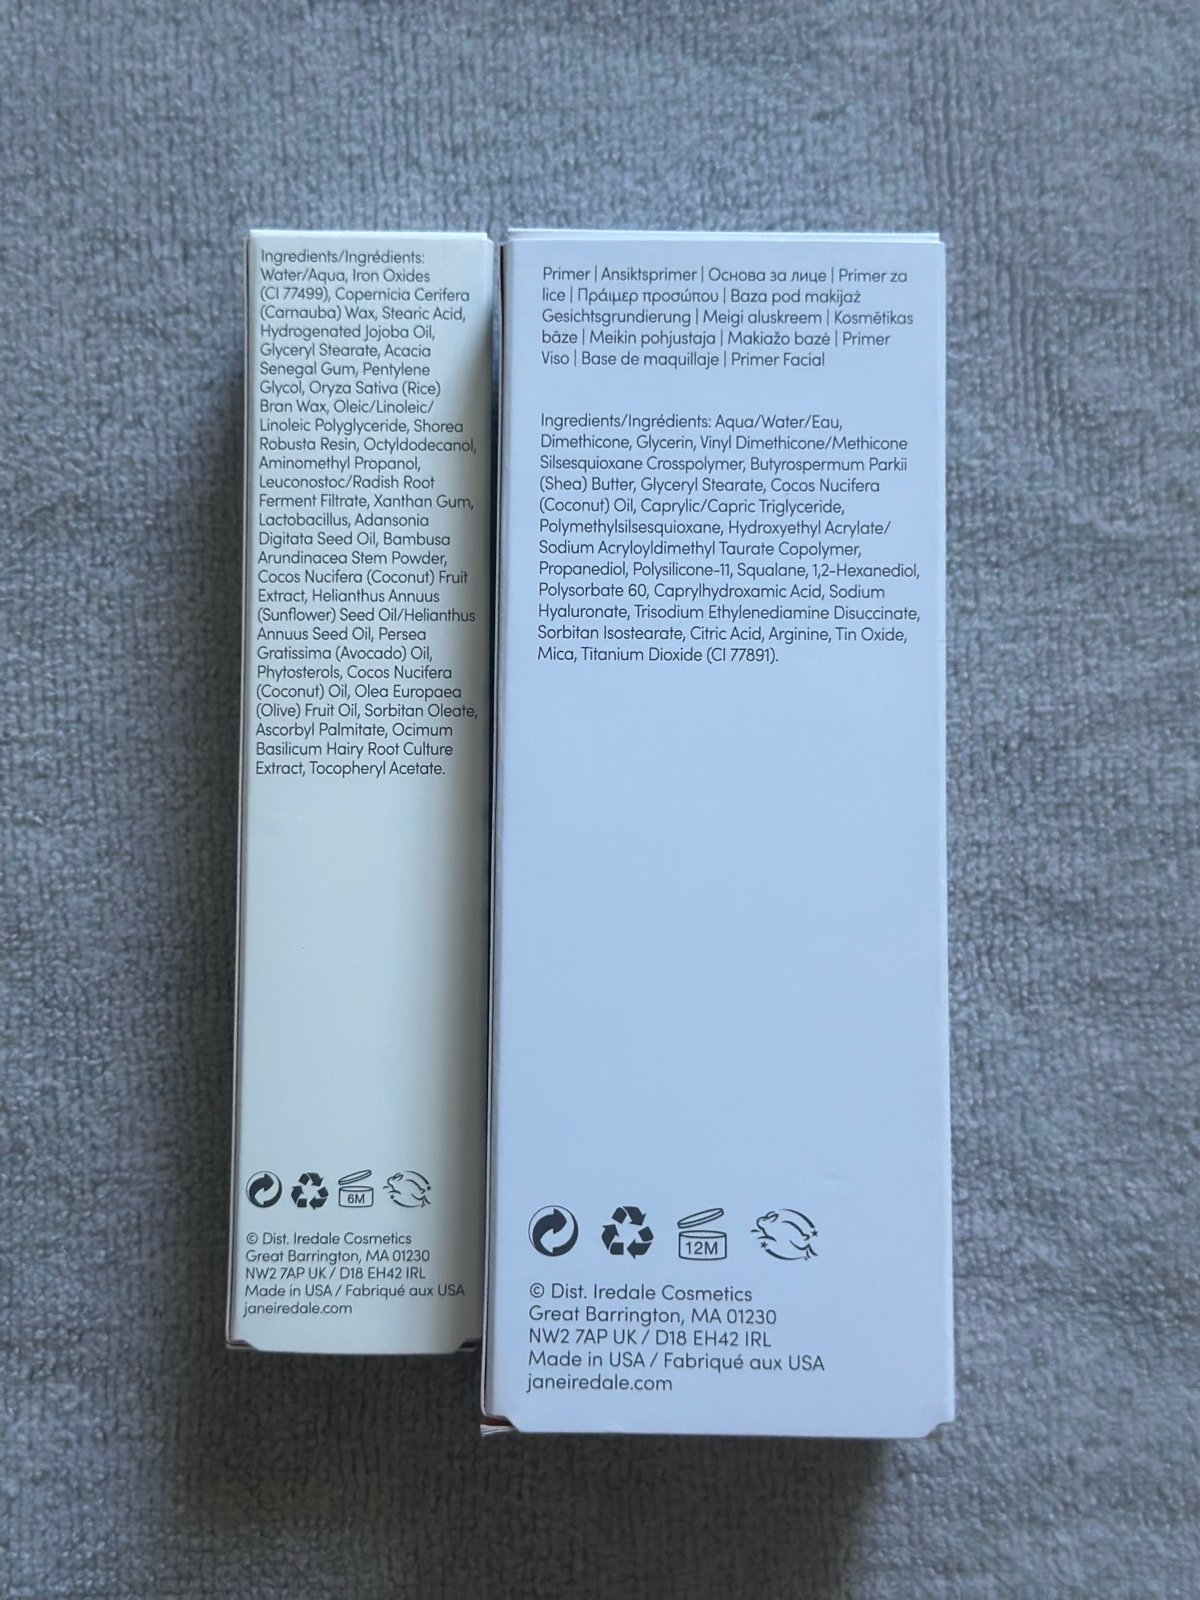 Ingredients/Ingrédients:
Water/Aqua, Iron Oxides
(CI 77499), Copernicia Cerifera
(Carnauba) Wax, Stearic Acid,
Hydrogenated Jojoba Oil,
Glyceryl Stearate, Acacia
Senegal Gum, Pentylene
Glycol, Oryza Sativa (Rice)
Bran Wax, Oleic/Linoleic/
Linoleic Polyglyceride, Shorea
Robusta Resin, Octyldodecanol,
Aminomethyl Propanol,
Leuconostoc/Radish Root
Ferment Filtrate, Xanthan Gum,
Lactobacillus, Adansonia
Digitata Seed Oil, Bambusa
Arundinacea Stem Powder,
Cocos Nucifera (Coconut) Fruit
Extract, Helianthus Annuus
(Sunflower) Seed Oil/Helianthus
Annuus Seed Oil, Persea
Gratissima (Avocado) Oil,
Phytosterols, Cocos Nucifera
(Coconut) Oil, Olea Europaea
(Olive) Fruit Oil, Sorbitan Oleate,
Ascorbyl Palmitate, Ocimum
Basilicum Hairy Root Culture
Extract, Tocopheryl Acetate.
6M
© Dist. Iredale Cosmetics
Great Barrington, MA 01230
NW2 7AP UK / D18 EH42 IRL
Made in USA / Fabriqué aux USA
janeiredale.com
Primer | Ansiktsprimer | Основа за лице | Primer za
lice | Πράιμερ προσώπου | Baza pod makijaż
Gesichtsgrundierung | Meigi aluskreem | Kosmētikas
bāze | Meikin pohjustaja | Makiažo bazė | Primer
Viso | Base de maquillaje | Primer Facial
Ingredients/Ingrédients: Aqua/Water/Eau,
Dimethicone, Glycerin, Vinyl Dimethicone/Methicone
Silsesquioxane Crosspolymer, Butyrospermum Parkii
(Shea) Butter, Glyceryl Stearate, Cocos Nucifera
(Coconut) Oil, Caprylic/Capric Triglyceride,
Polymethylsilsesquioxane, Hydroxyethyl Acrylate/
Sodium Acryloyldimethyl Taurate Copolymer,
Propanediol, Polysilicone-11, Squalane, 1,2-Hexanediol,
Polysorbate 60, Caprylhydroxamic Acid, Sodium
Hyaluronate, Trisodium Ethylenediamine Disuccinate,
Sorbitan Isostearate, Citric Acid, Arginine, Tin Oxide,
Mica, Titanium Dioxide (CI 77891).
12M
© Dist. Iredale Cosmetics
Great Barrington, MA 01230
NW2 7AP UK / D18 EH42 IRL
Made in USA / Fabriqué aux USA
janeiredale.com